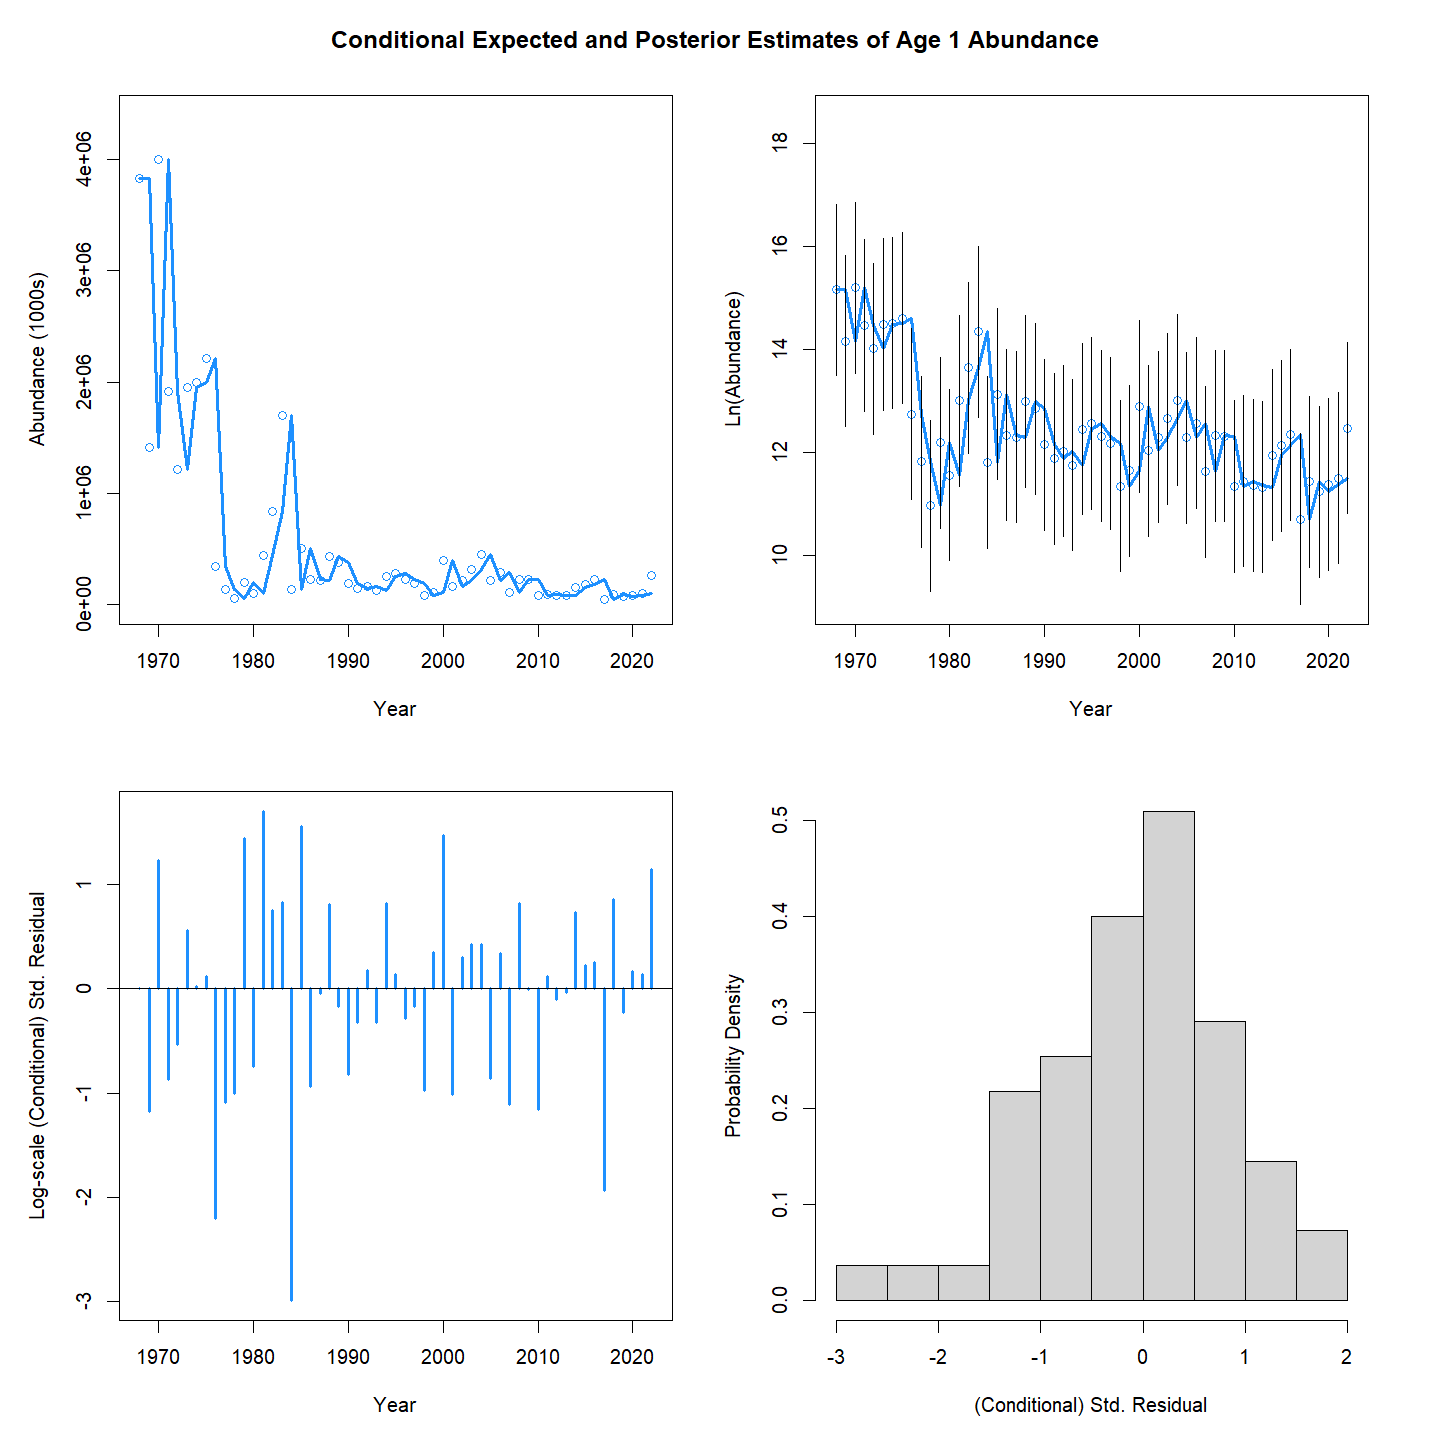 Conditional Expected and Posterior Estimates of Age 1 Abundance
Abundance (1000s)
4e+06
3e+06
2e+06
1e+06
0e+00
1970 1980 1990 2000 2010 2020
Year
Ln(Abundance)
18
16
14
12
10
1970 1980 1990 2000 2010 2020
Year
Log-scale (Conditional) Std. Residual
1
0
-1
-2
-3
1970 1980 1990 2000 2010 2020
Year
Probability Density
0.5
0.4
0.3
0.2
0.1
0.0
-3 -2 -1 0 1 2
(Conditional) Std. Residual